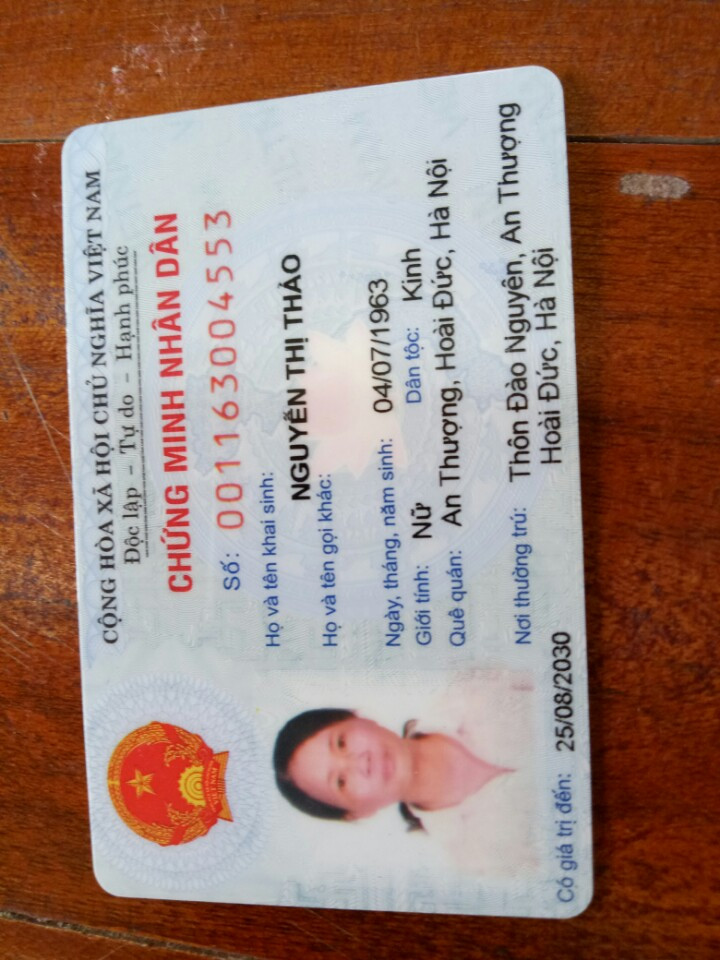 CỘNG HÒA XÃ HỘI CHỦ NGHĨA VIỆT NAM
Độc lập - Tự do - Hạnh phúc
CHỨNG MINH NHÂN DÂN
Số: 001163004553
Họ và tên khai sinh:
NGUYỄN THỊ THẢO
Họ và tên gọi khác:
Ngày, tháng, năm sinh: 04/07/1963
Giới tính: Nữ Dân tộc: Kinh
Quê quán: An Thượng, Hoài Đức, Hà Nội
Nơi thường trú: Thôn Đào Nguyên, An Thượng
Hoài Đức, Hà Nội
Có giá trị đến: 25/08/2030